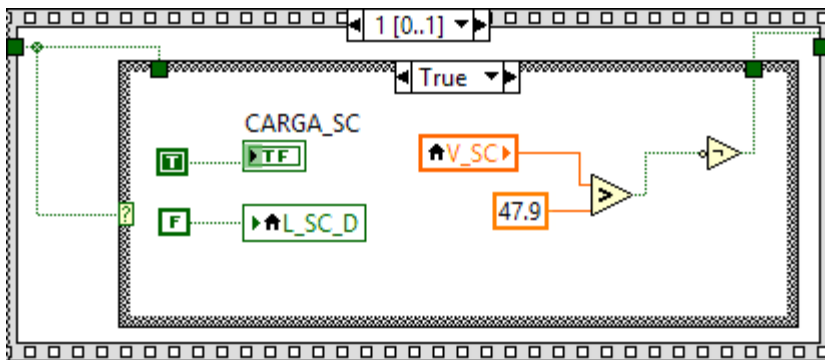 1 [0..1]
True
CARGA_SC
T
TF
V_SC
>
¬
47.9
?
F
L_SC_D